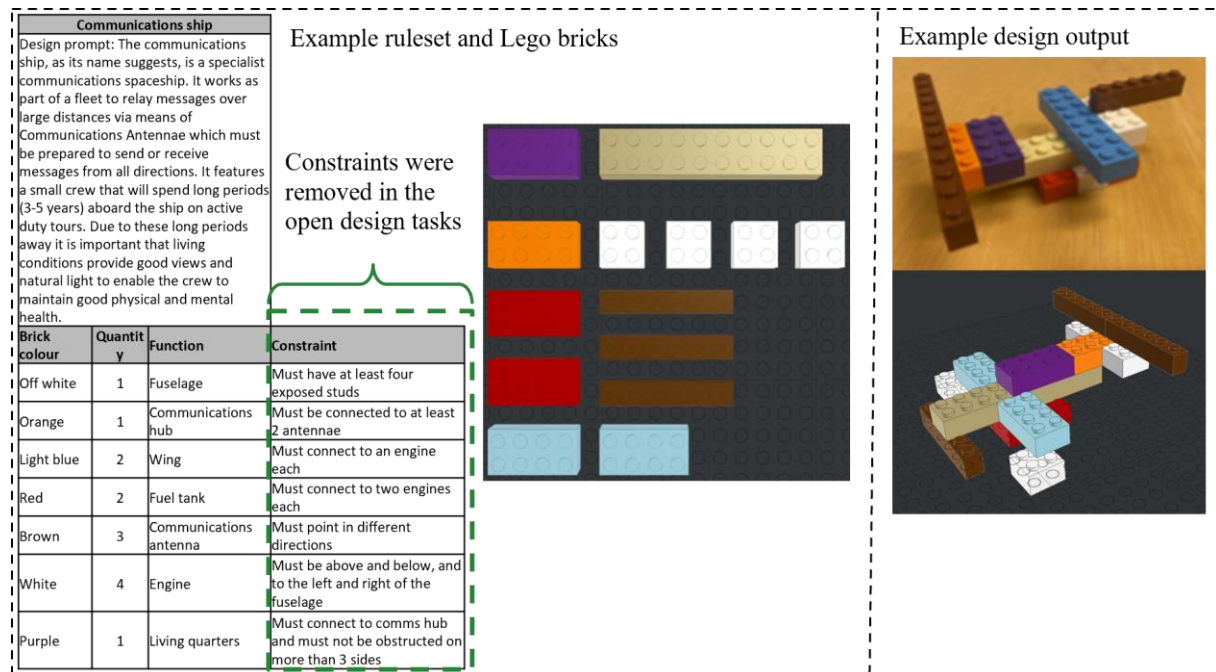 Communications ship
Design prompt: The communications
ship, as its name suggests, is a specialist
communications spaceship. It works as
part of a fleet to relay messages over
large distances via means of
Communications Antennae which must
be prepared to send or receive
messages from all directions. It features
a small crew that will spend long periods
(3-5 years) aboard the ship on active
duty tours. Due to these long periods
away it is important that living
conditions provide good views and
natural light to enable the crew to
maintain good physical and mental
health.
Brick colour Quantity Function Constraint
Off white 1 Fuselage Must have at least four exposed studs
Orange 1 Communications hub Must be connected to at least 2 antennae
Light blue 2 Wing Must connect to an engine each
Red 2 Fuel tank Must connect to two engines each
Brown 3 Communications antenna Must point in different directions
White 4 Engine Must be above and below, and to the left and right of the fuselage
Purple 1 Living quarters Must connect to comms hub and must not be obstructed on more than 3 sides
Example ruleset and Lego bricks
Constraints were
removed in the
open design tasks
Example design output